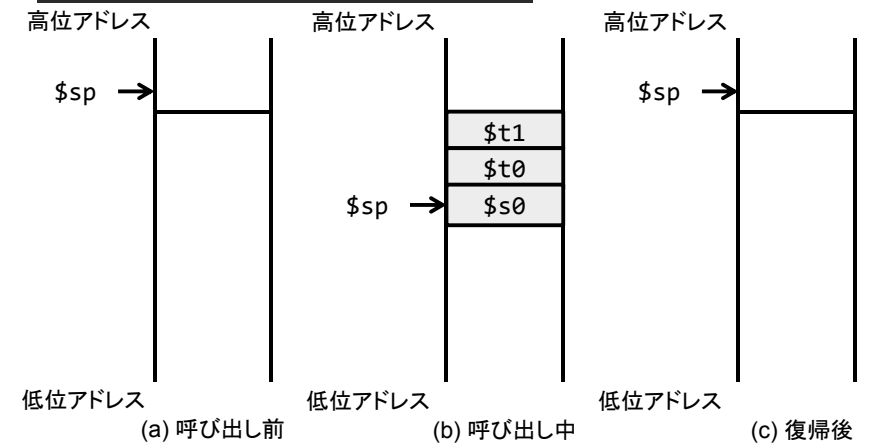 高位アドレス
$sp
低位アドレス
(a) 呼び出し前
高位アドレス
$t1
$t0
$sp
$s0
低位アドレス
(b) 呼び出し中
高位アドレス
$sp
低位アドレス
(c) 復帰後